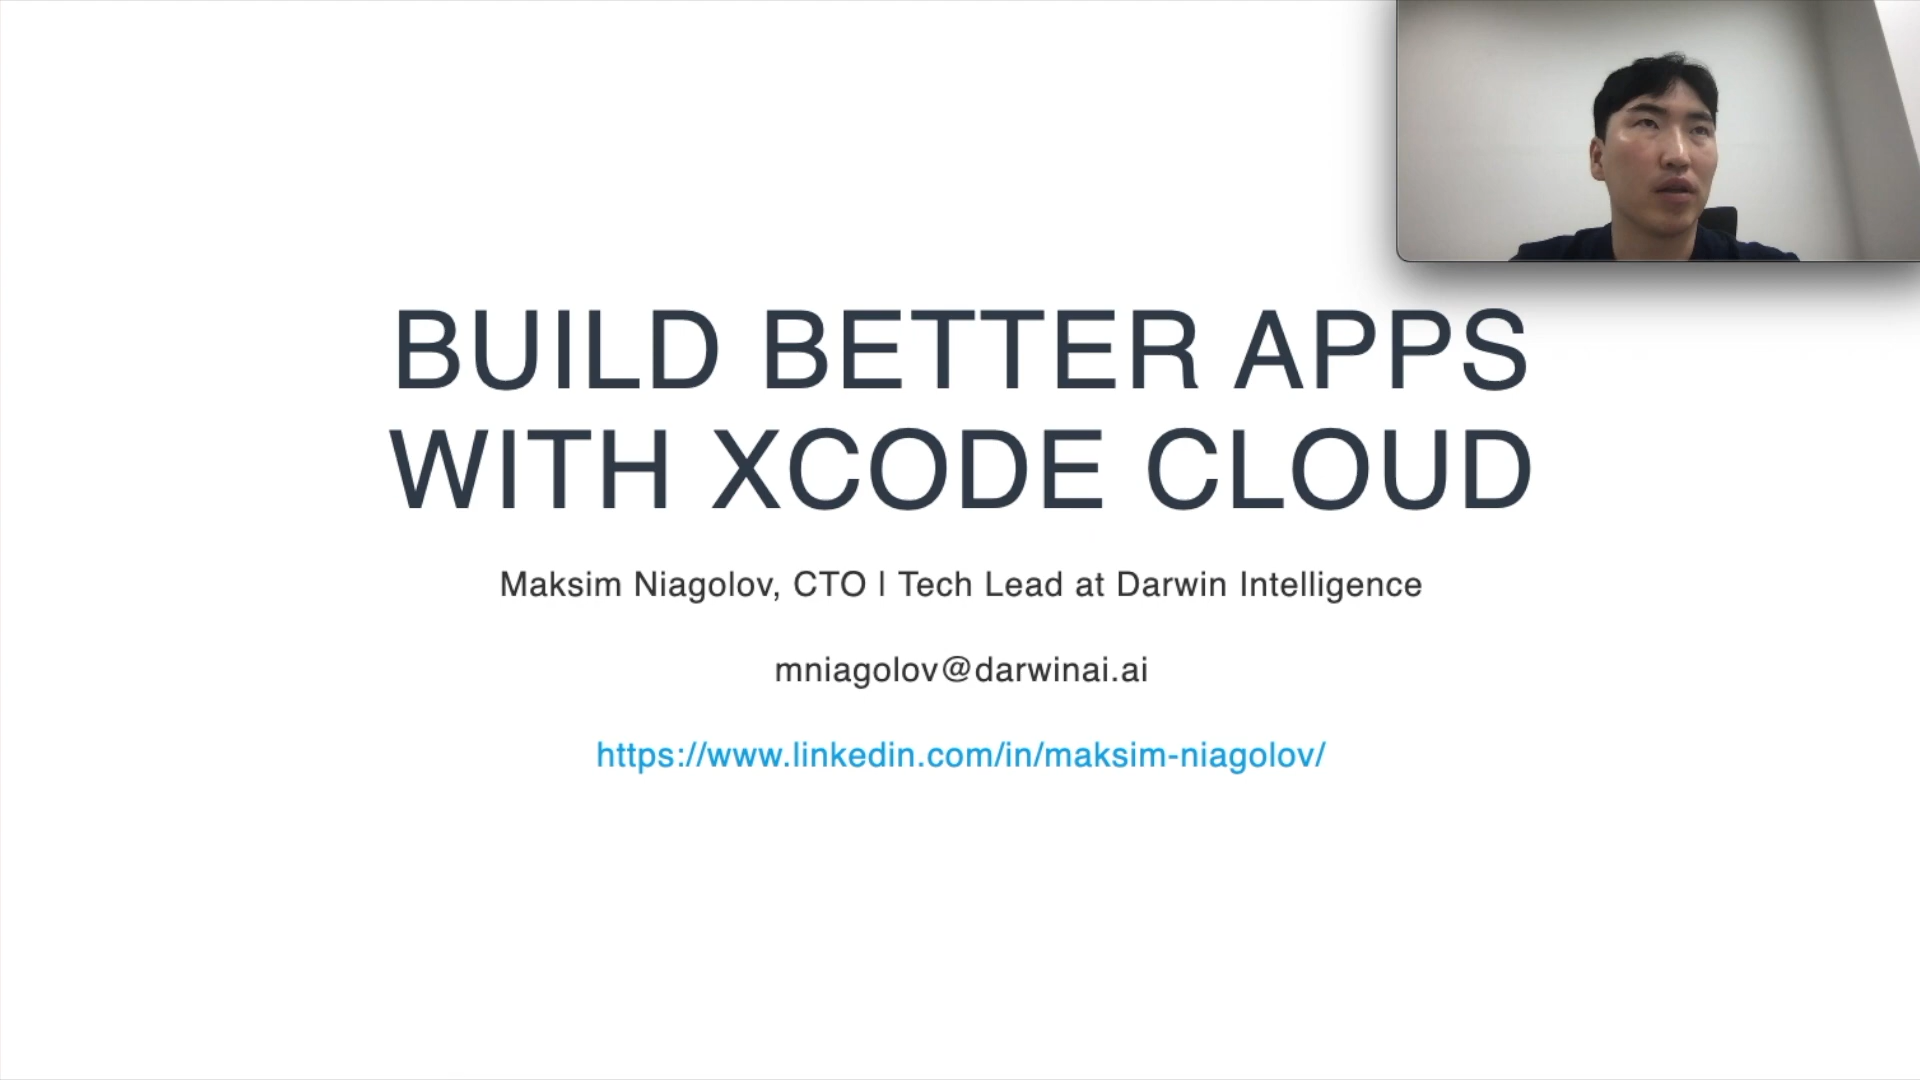 BUILD BETTER APPS
WITH XCODE CLOUD
Maksim Niagolov, CTO | Tech Lead at Darwin Intelligence
mniagolov@darwinai.ai
https://www.linkedin.com/in/maksim-niagolov/